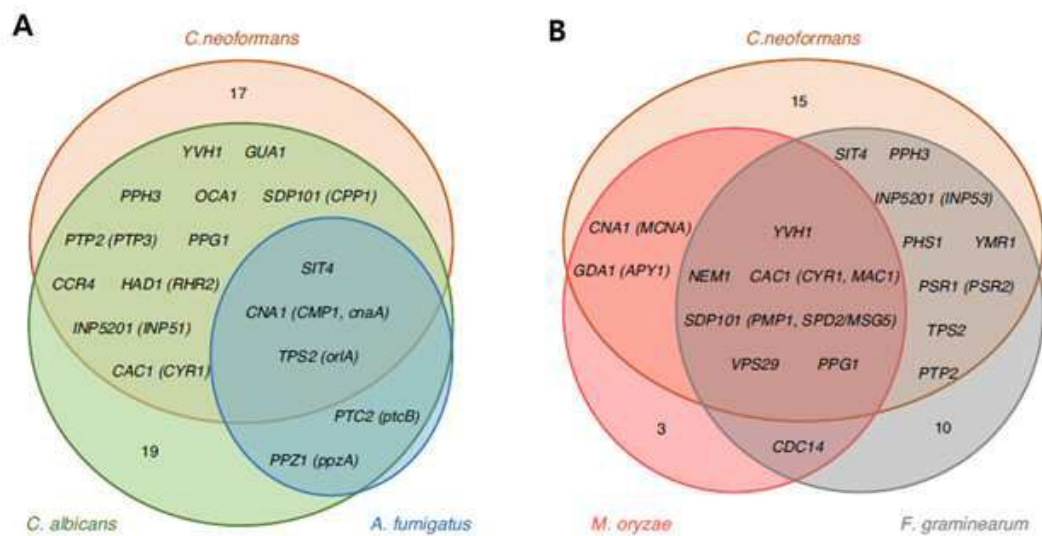 A
C.neoformans
17
YVH1 GUA1
PPH3 OCA1 SDP101 (CPP1)
PTP2 (PTP3) PPG1
SIT4
CCR4 HAD1 (RHR2)
CNA1 (CMP1, cnaA)
INP5201 (INP51)
TPS2 (orlA)
CAC1 (CYR1)
PTC2 (ptcB)
19
PPZ1 (ppzA)
C. albicans
A. fumigatus
B
C.neoformans
15
SIT4 PPH3
INP5201 (INP53)
CNA1 (MCNA)
YVH1
PHS1 YMR1
GDA1 (APY1)
NEM1 CAC1 (CYR1, MAC1)
PSR1 (PSR2)
SDP101 (PMP1, SPD2/MSG5)
TPS2
VPS29 PPG1
PTP2
3
10
CDC14
M. oryzae
F. graminearum